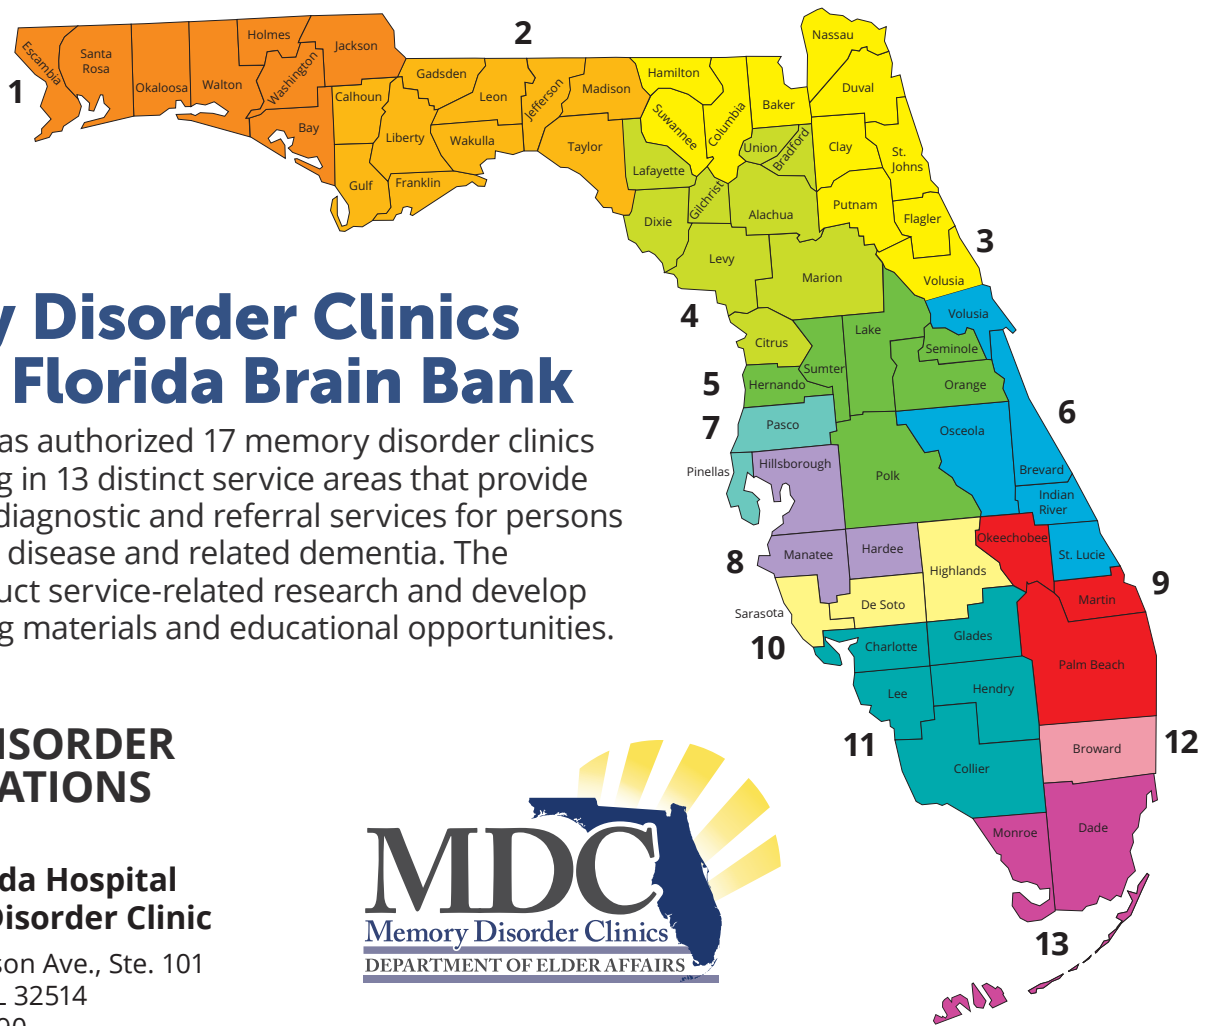 1
2
Escambia
Santa
Rosa
Okaloosa
Walton
Holmes
Washington
Jackson
Bay
Calhoun
Gulf
Gadsden
Liberty
Franklin
Leon
Wakulla
Jefferson
Madison
Taylor
Hamilton
Suwannee
Columbia
Baker
Nassau
Duval
Clay
St.
Johns
Putnam
Flagler
Volusia
3
Lafayette
Union
Bradford
Dixie
Gilchrist
Alachua
Levy
Marion
Citrus
4
Volusia
Lake
Sumter
Seminole
Hernando
Orange
5
6
Pasco
7
Osceola
Pinellas
Hillsborough
Polk
Brevard
Indian
River
Okeechobee
St. Lucie
Manatee
Hardee
8
Highlands
Sarasota
De Soto
9
Martin
10
Charlotte
Glades
Palm Beach
Lee
Hendry
11
Collier
Broward
12
Monroe
Dade
13
y Disorder Clinics
Florida Brain Bank
as authorized 17 memory disorder clinics
g in 13 distinct service areas that provide
diagnostic and referral services for persons
disease and related dementia. The
uct service-related research and develop
g materials and educational opportunities.
ISORDER
ATIONS
da Hospital
Disorder Clinic
son Ave., Ste. 101
L 32514
MDC
Memory Disorder Clinics
DEPARTMENT OF ELDER AFFAIRS